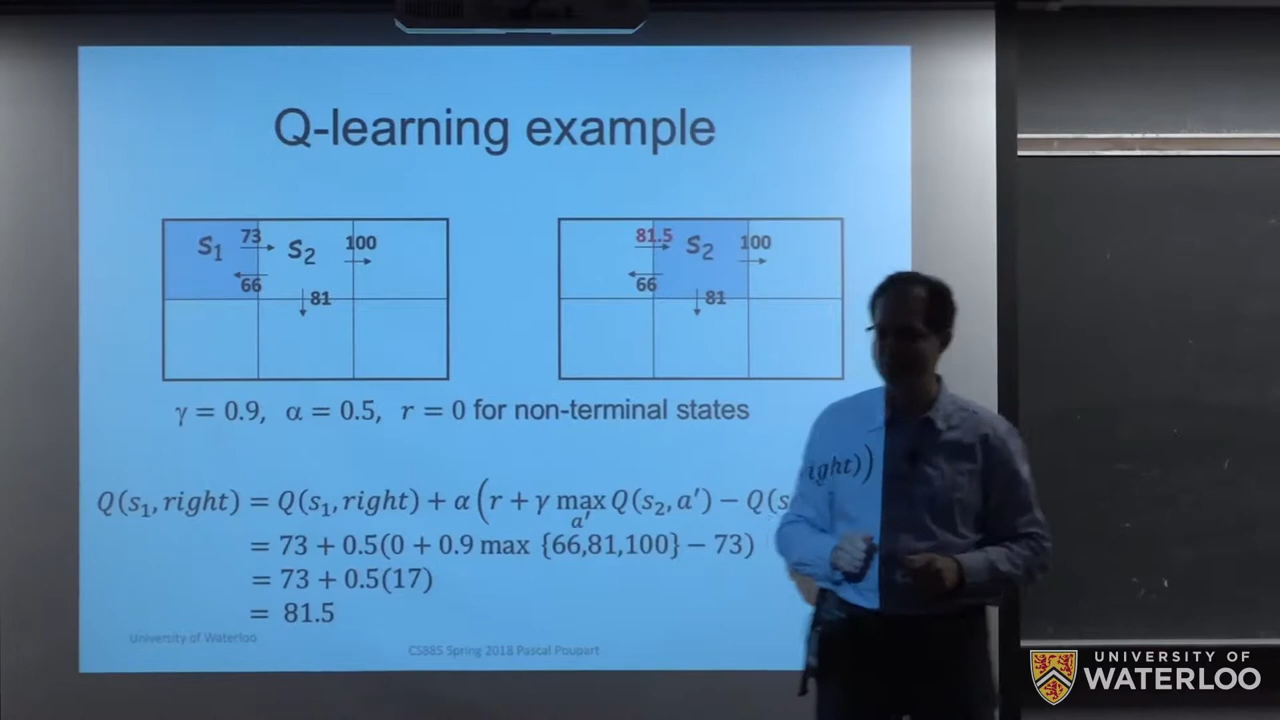 Q-learning example
73
S₁
S₂
100
66
81
81.5
S₂
100
66
81
γ = 0.9, α = 0.5, r = 0 for non-terminal states
Q(s₁, right) = Q(s₁, right) + α (r + γ max Q(s₂, a′) − Q(s
a′
ight))
= 73 + 0.5(0 + 0.9 max {66,81,100} − 73)
= 73 + 0.5(17)
= 81.5
University of Waterloo
CS885 Spring 2018 Pascal Poupart
UNIVERSITY OF
WATERLOO